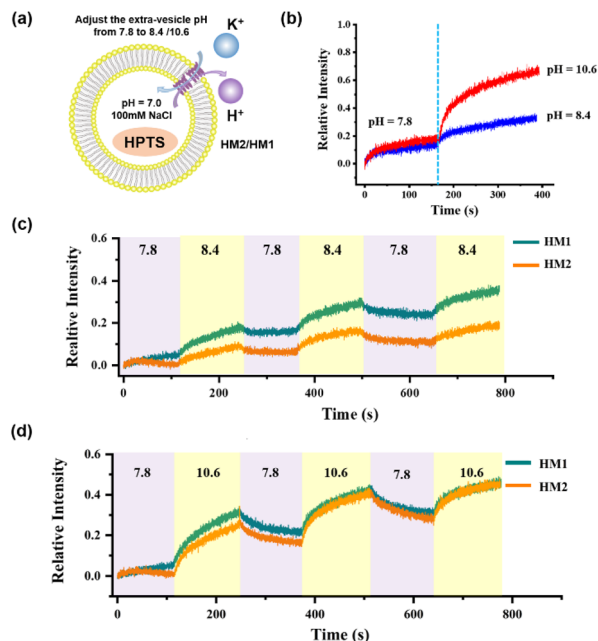 (a)
Adjust the extra-vesicle pH
from 7.8 to 8.4 /10.6
K+
pH = 7.0
100mM NaCl
H+
HPTS
HM2/HM1
(b)
1.0
0.8
0.6
0.4
0.2
0.0
Relative Intensity
pH = 7.8
pH = 10.6
pH = 8.4
0 100 200 300 400
Time (s)
(c)
0.6
0.4
0.2
0.0
Realtive Intensity
7.8 8.4 7.8 8.4 7.8 8.4
HM1
HM2
0 200 400 600 800
Time (s)
(d)
0.6
0.4
0.2
0.0
Relative Intensity
7.8 10.6 7.8 10.6 7.8 10.6
HM1
HM2
0 200 400 600 800
Time (s)